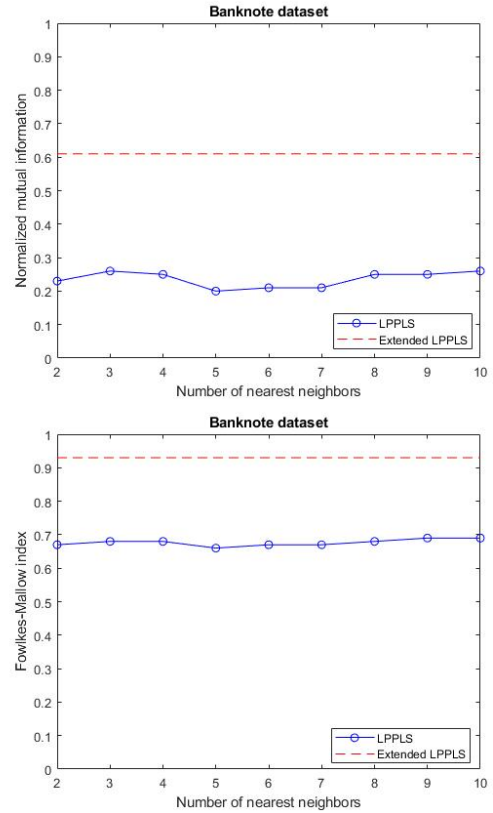 Banknote dataset
1
0.9
0.8
0.7
0.6
0.5
0.4
0.3
0.2
0.1
0
Normalized mutual information
LPPLS
Extended LPPLS
2 3 4 5 6 7 8 9 10
Number of nearest neighbors
Banknote dataset
1
0.9
0.8
0.7
0.6
0.5
0.4
0.3
0.2
0.1
0
Fowlkes-Mallow index
LPPLS
Extended LPPLS
2 3 4 5 6 7 8 9 10
Number of nearest neighbors